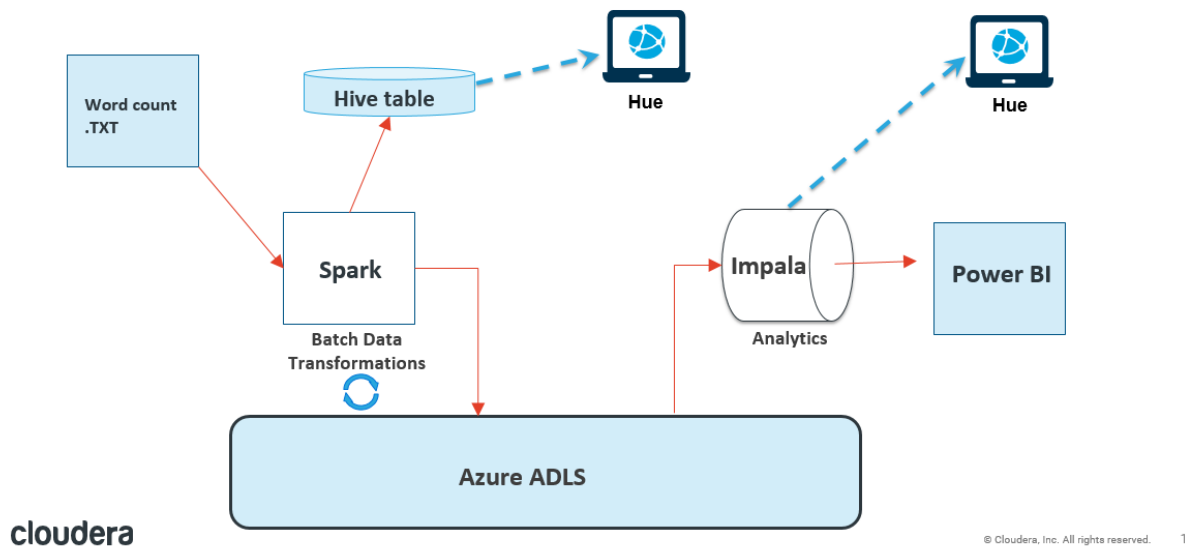 Word count
.TXT
Hive table
Hue
Hue
Spark
Batch Data
Transformations
Impala
Analytics
Power BI
Azure ADLS
cloudera
© Cloudera, Inc. All rights reserved. 1